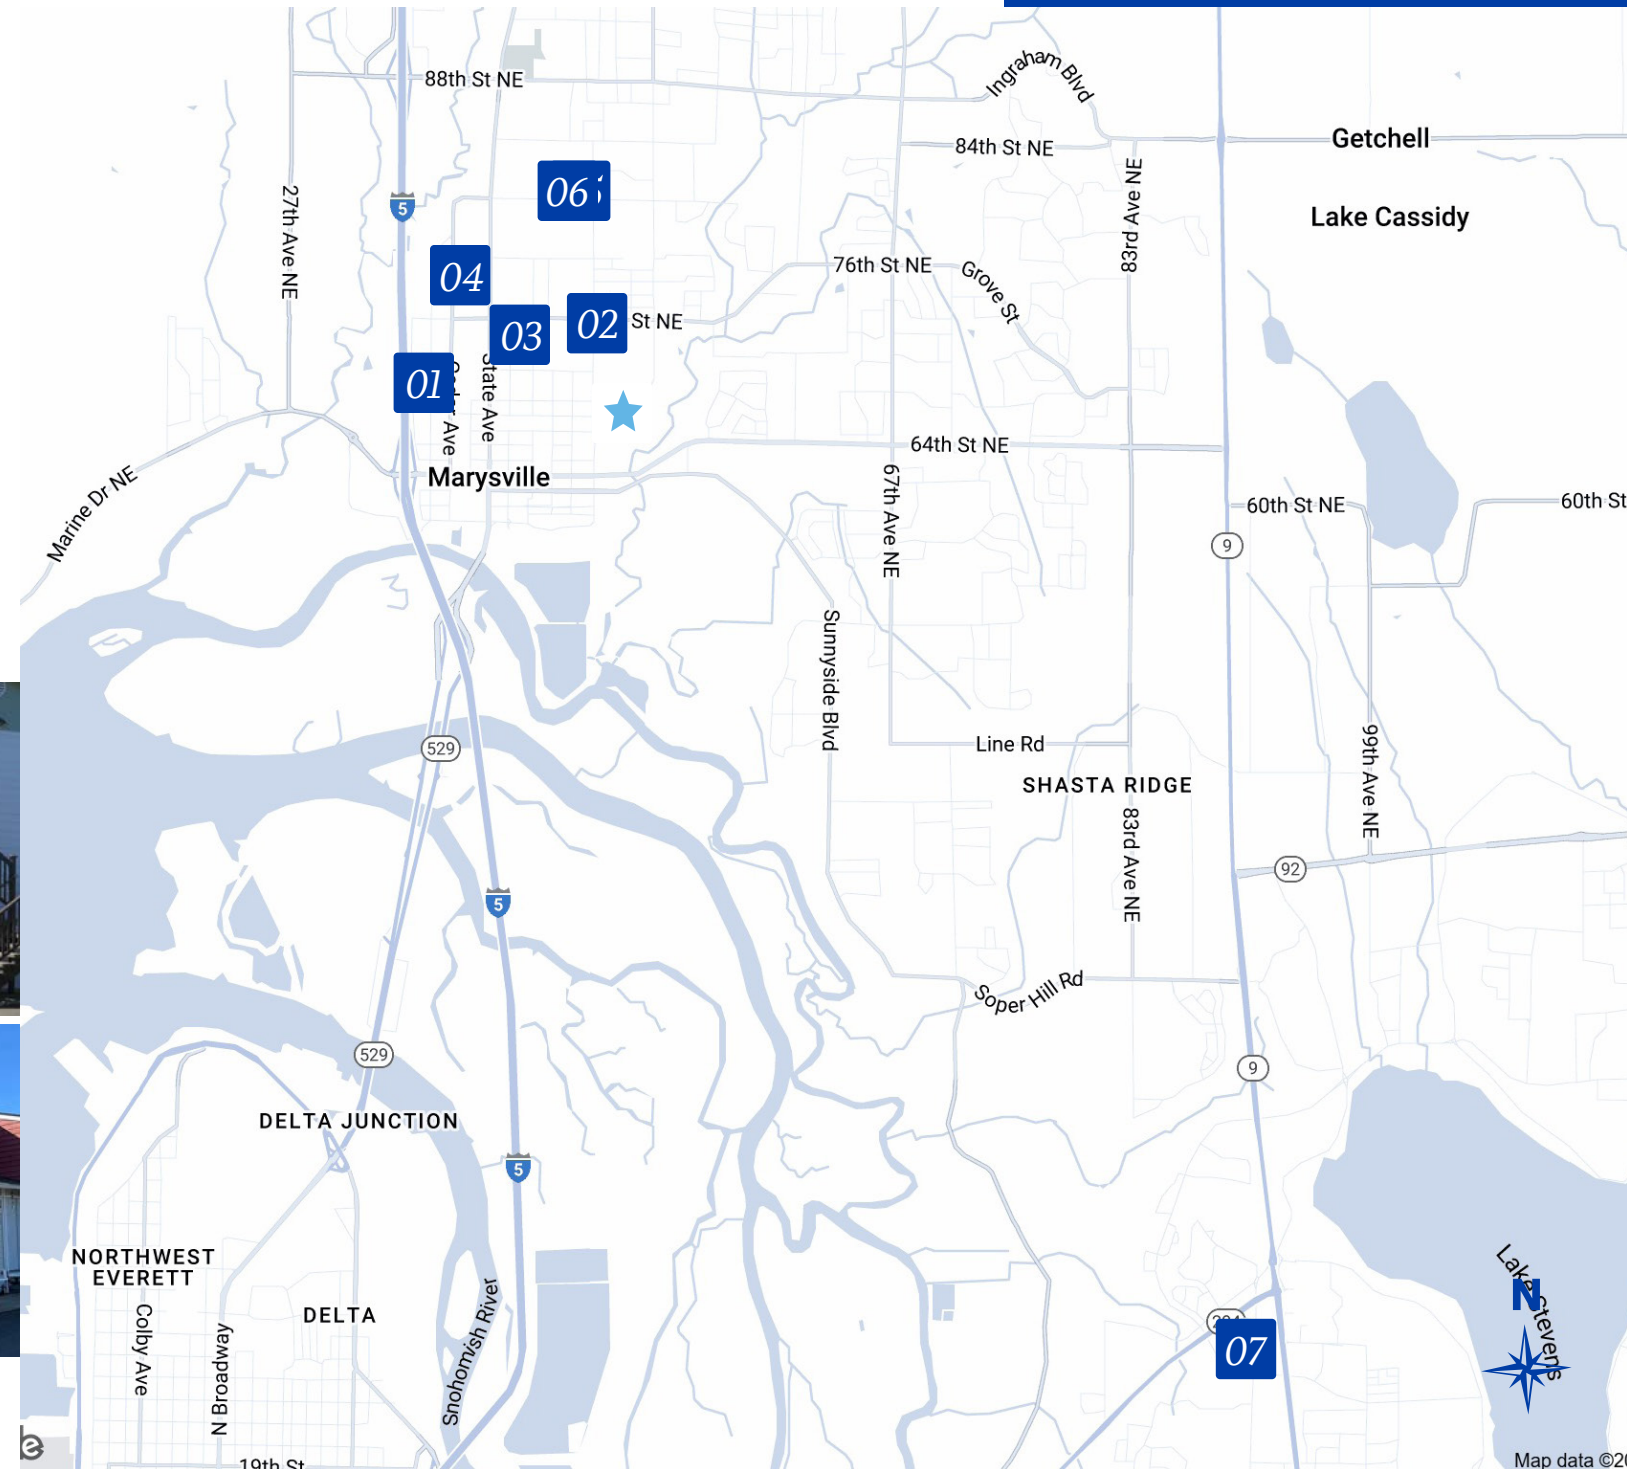 88th St NE
Ingraham Blvd
84th St NE
Getchell
83rd Ave NE
Lake Cassidy
27th Ave NE
5
06
04
76th St NE
Grove St
03
02
St NE
01
State Ave
Ave
64th St NE
Marysville
Marine Dr NE
67th Ave NE
60th St NE
60th St
9
Sunnyside Blvd
529
Line Rd
SHASTA RIDGE
99th Ave NE
83rd Ave NE
92
5
Soper Hill Rd
529
9
DELTA JUNCTION
5
NORTHWEST
EVERETT
DELTA
Colby Ave
N Broadway
Snohomish River
07
Lake Stevens
N
19th St
Map data ©20